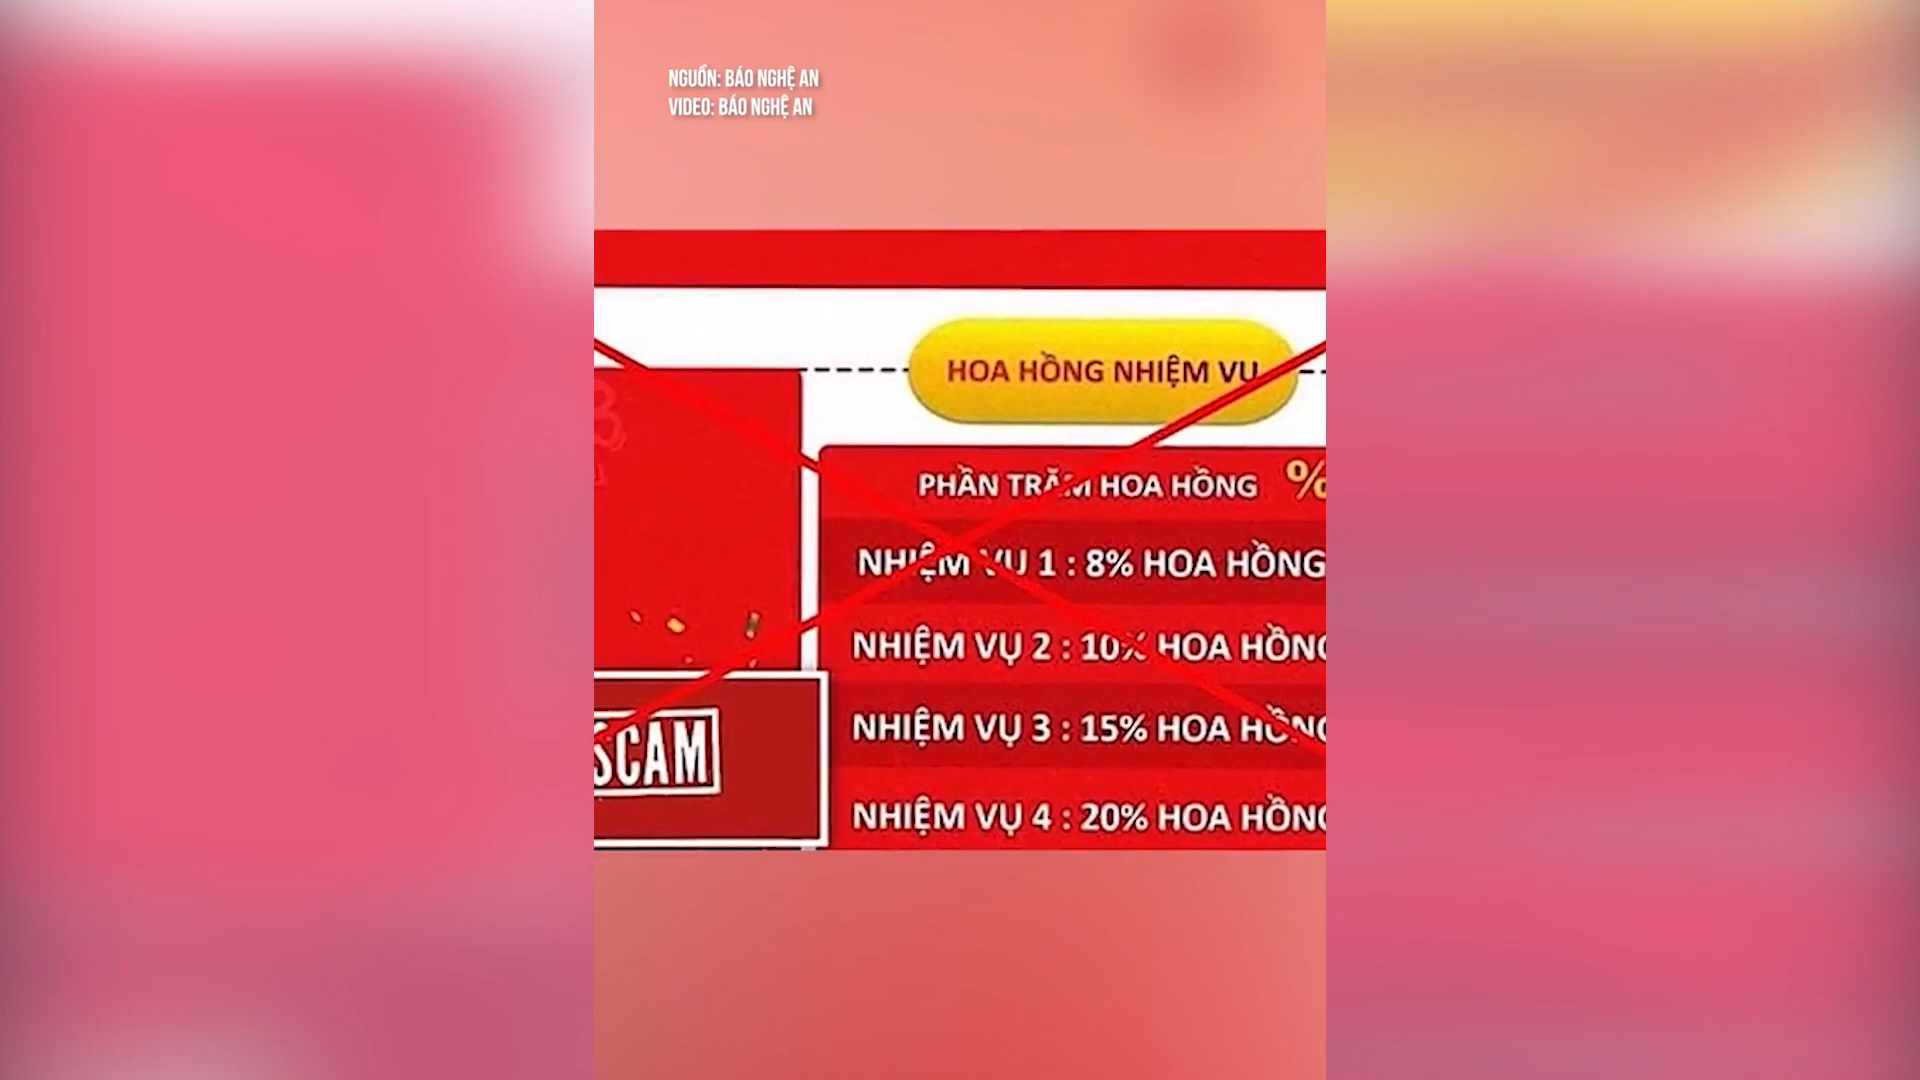 NGUỒN: BÁO NGHỆ AN
VIDEO: BÁO NGHỆ AN
HOA HỒNG NHIỆM VỤ
PHẦN TRĂM HOA HỒNG %
NHIỆM VỤ 1 : 8% HOA HỒNG
NHIỆM VỤ 2 : 10% HOA HỒNG
NHIỆM VỤ 3 : 15% HOA HỒNG
NHIỆM VỤ 4 : 20% HOA HỒNG
SCAM